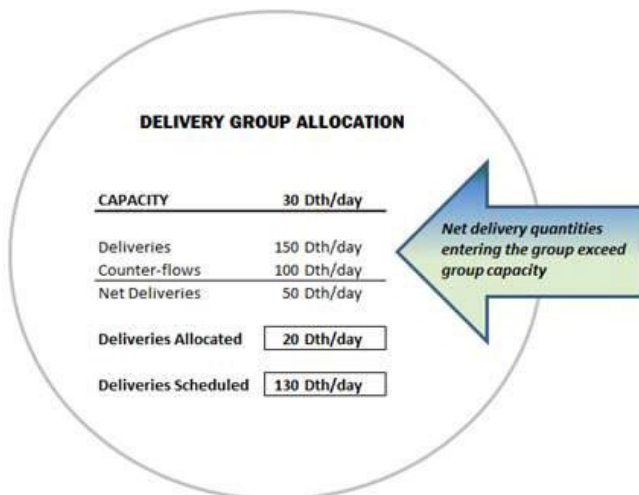 DELIVERY GROUP ALLOCATION
CAPACITY 30 Dth/day
Net delivery quantities
entering the group exceed
group capacity
Deliveries 150 Dth/day
Counter-flows 100 Dth/day
Net Deliveries 50 Dth/day
Deliveries Allocated 20 Dth/day
Deliveries Scheduled 130 Dth/day